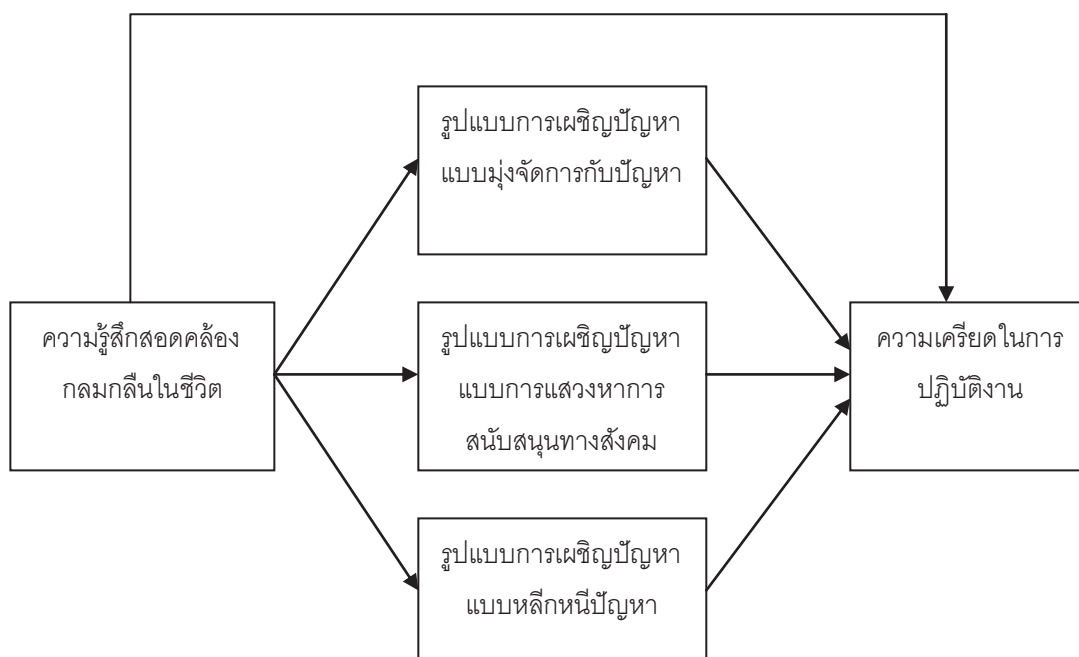 รูปแบบการเผชิญปัญหา
แบบมุ่งจัดการกับปัญหา
ความรู้สึกสอดคล้อง
กลมกลืนในชีวิต
รูปแบบการเผชิญปัญหา
แบบการแสวงหาการ
สนับสนุนทางสังคม
ความเครียดในการ
ปฏิบัติงาน
รูปแบบการเผชิญปัญหา
แบบหลีกหนีปัญหา